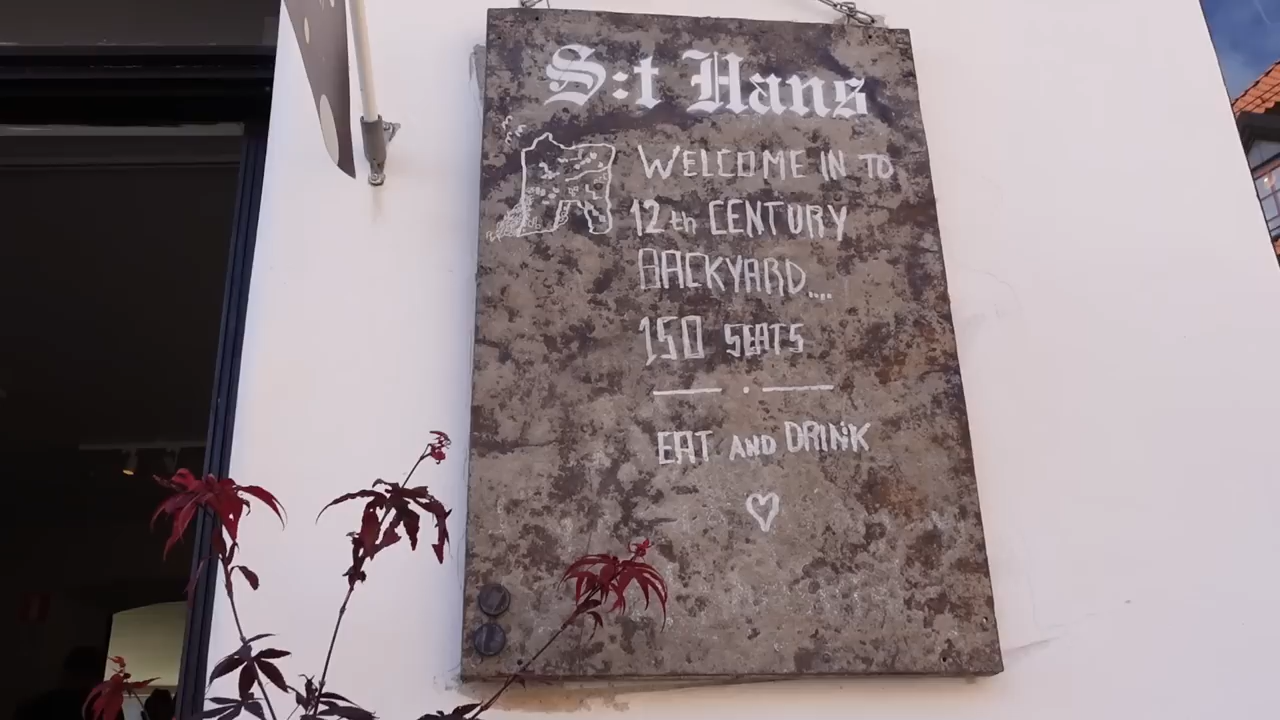 S:t Hans
WELCOME IN TO
12th CENTURY
BACKYARD....
150 SEATS
EAT AND DRINK